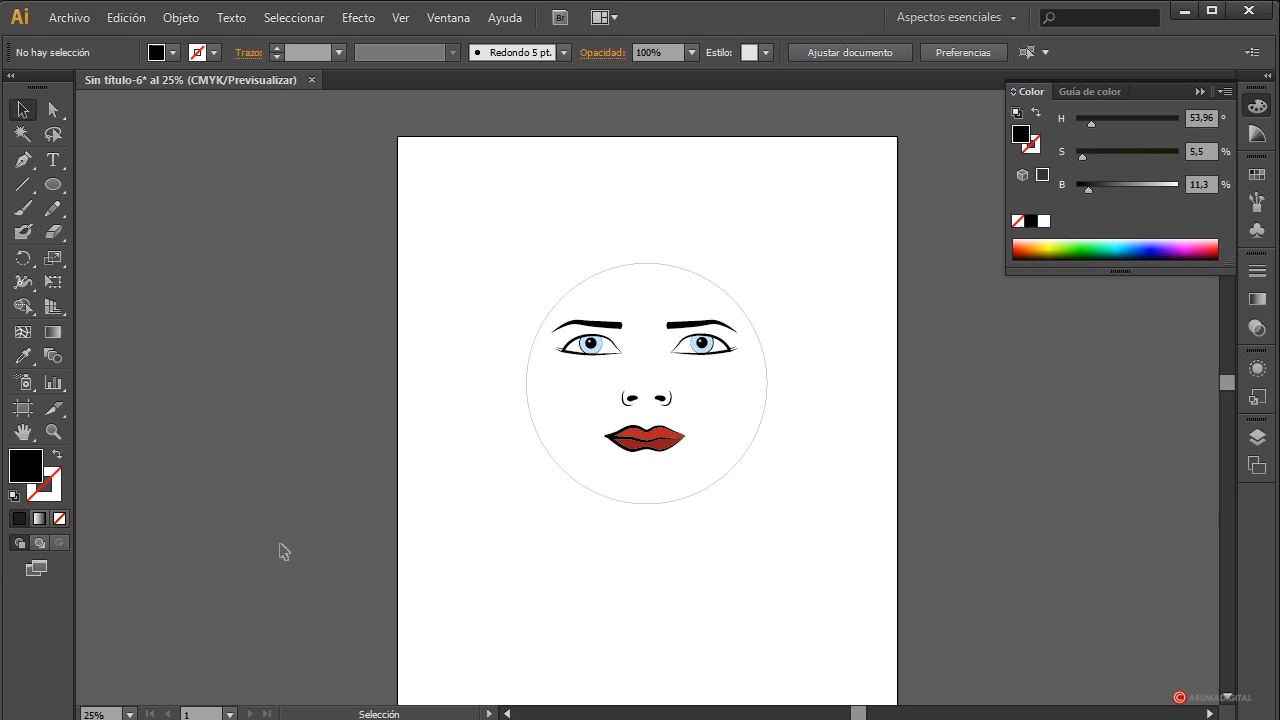 Ai Archivo Edición Objeto Texto Seleccionar Efecto Ver Ventana Ayuda Br Aspectos esenciales
No hay selección Trazo: Redondo 5 pt. Opacidad: 100% Estilo: Ajustar documento Preferencias
Sin título-6* al 25% (CMYK/Previsualizar)
Color Guía de color
H 53,96 °
S 5,5 %
B 11,3 %
T
© ARUMADIGITAL
25% 1 Selección